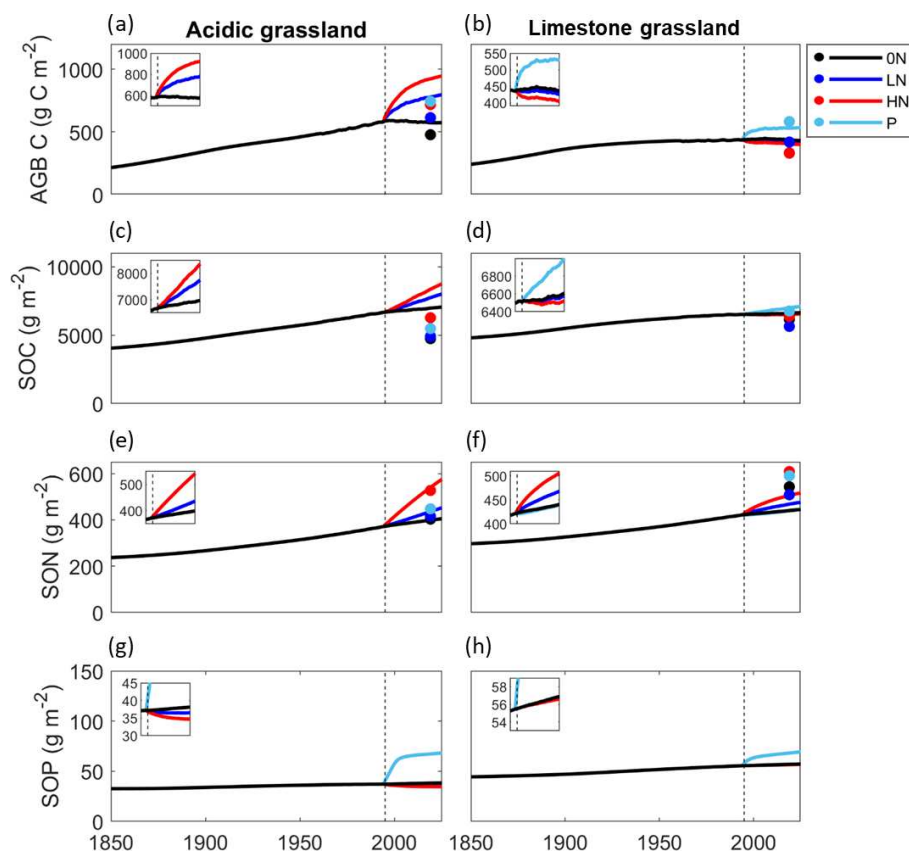 (a) Acidic grassland
(b) Limestone grassland
AGB C (g C m⁻²)
1000
500
0
1000
800
600
550
500
450
400
0N
LN
HN
P
(c)
(d)
SOC (g m⁻²)
10000
5000
0
8000
7000
6800
6600
6400
(e)
(f)
SON (g m⁻²)
600
400
200
0
500
400
500
450
400
(g)
(h)
SOP (g m⁻²)
150
100
50
0
45
40
35
30
58
56
54
1850 1900 1950 2000
1850 1900 1950 2000